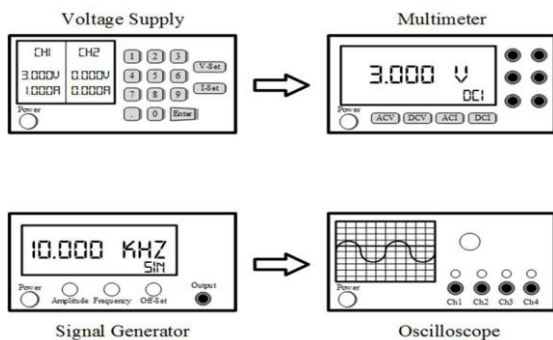 Voltage Supply
CH1 CH2
3.000V 0.000V
1.000A 0.000A
1 2 3
4 5 6
7 8 9
. 0 Enter
V-Set
I-Set
Power
Multimeter
3.000 V
DCI
Power
ACV DCV ACI DCI
10.000 KHZ
SIN
Power
Amplitude Frequency Off-Set
Output
Signal Generator
Power
Ch1 Ch2 Ch3 Ch4
Oscilloscope